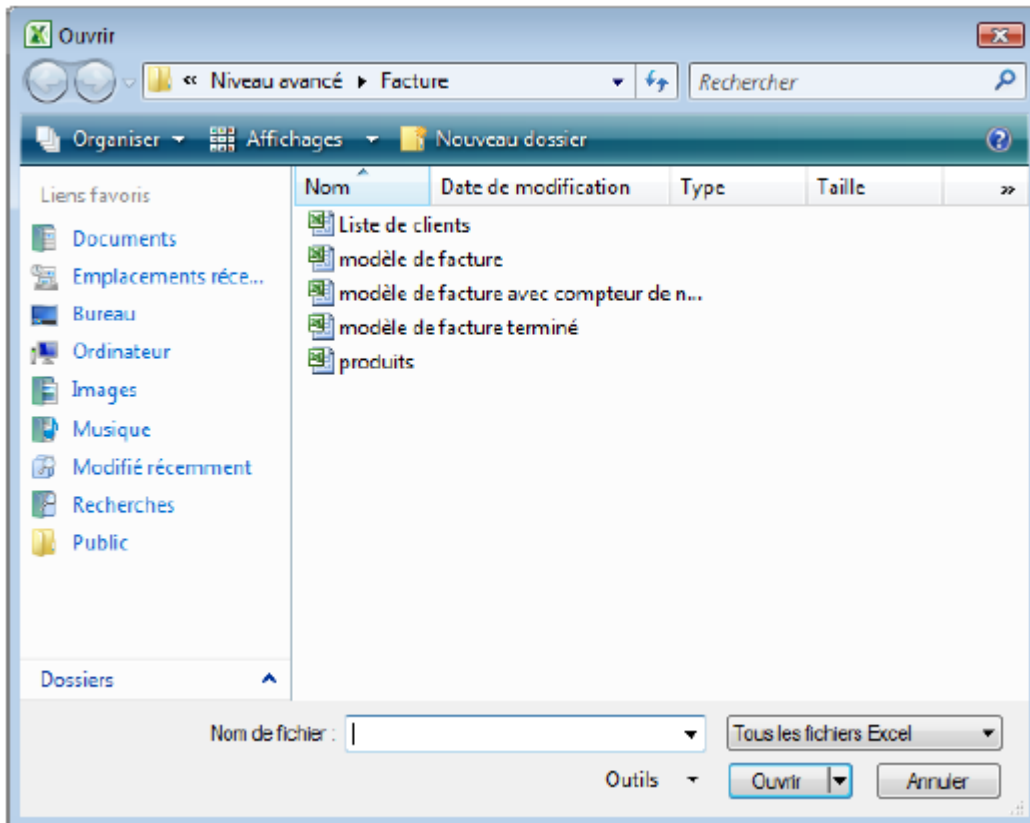 Ouvrir
« Niveau avancé Facture
Rechercher
Organiser Affichages Nouveau dossier
Liens favoris
Documents
Emplacements réce...
Bureau
Ordinateur
Images
Musique
Modifié récemment
Recherches
Public
Dossiers
Nom Date de modification Type Taille »
Liste de clients
modèle de facture
modèle de facture avec compteur de n...
modèle de facture terminé
produits
Nom de fichier :
Tous les fichiers Excel
Outils Ouvrir Annuler